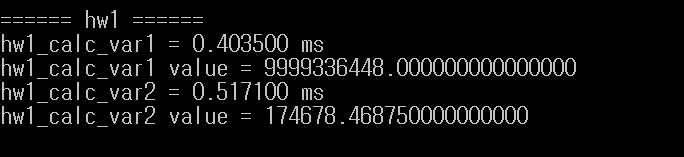 ====== hw1 ======
hw1_calc_var1 = 0.403500 ms
hw1_calc_var1 value = 9999336448.000000000000000
hw1_calc_var2 = 0.517100 ms
hw1_calc_var2 value = 174678.468750000000000